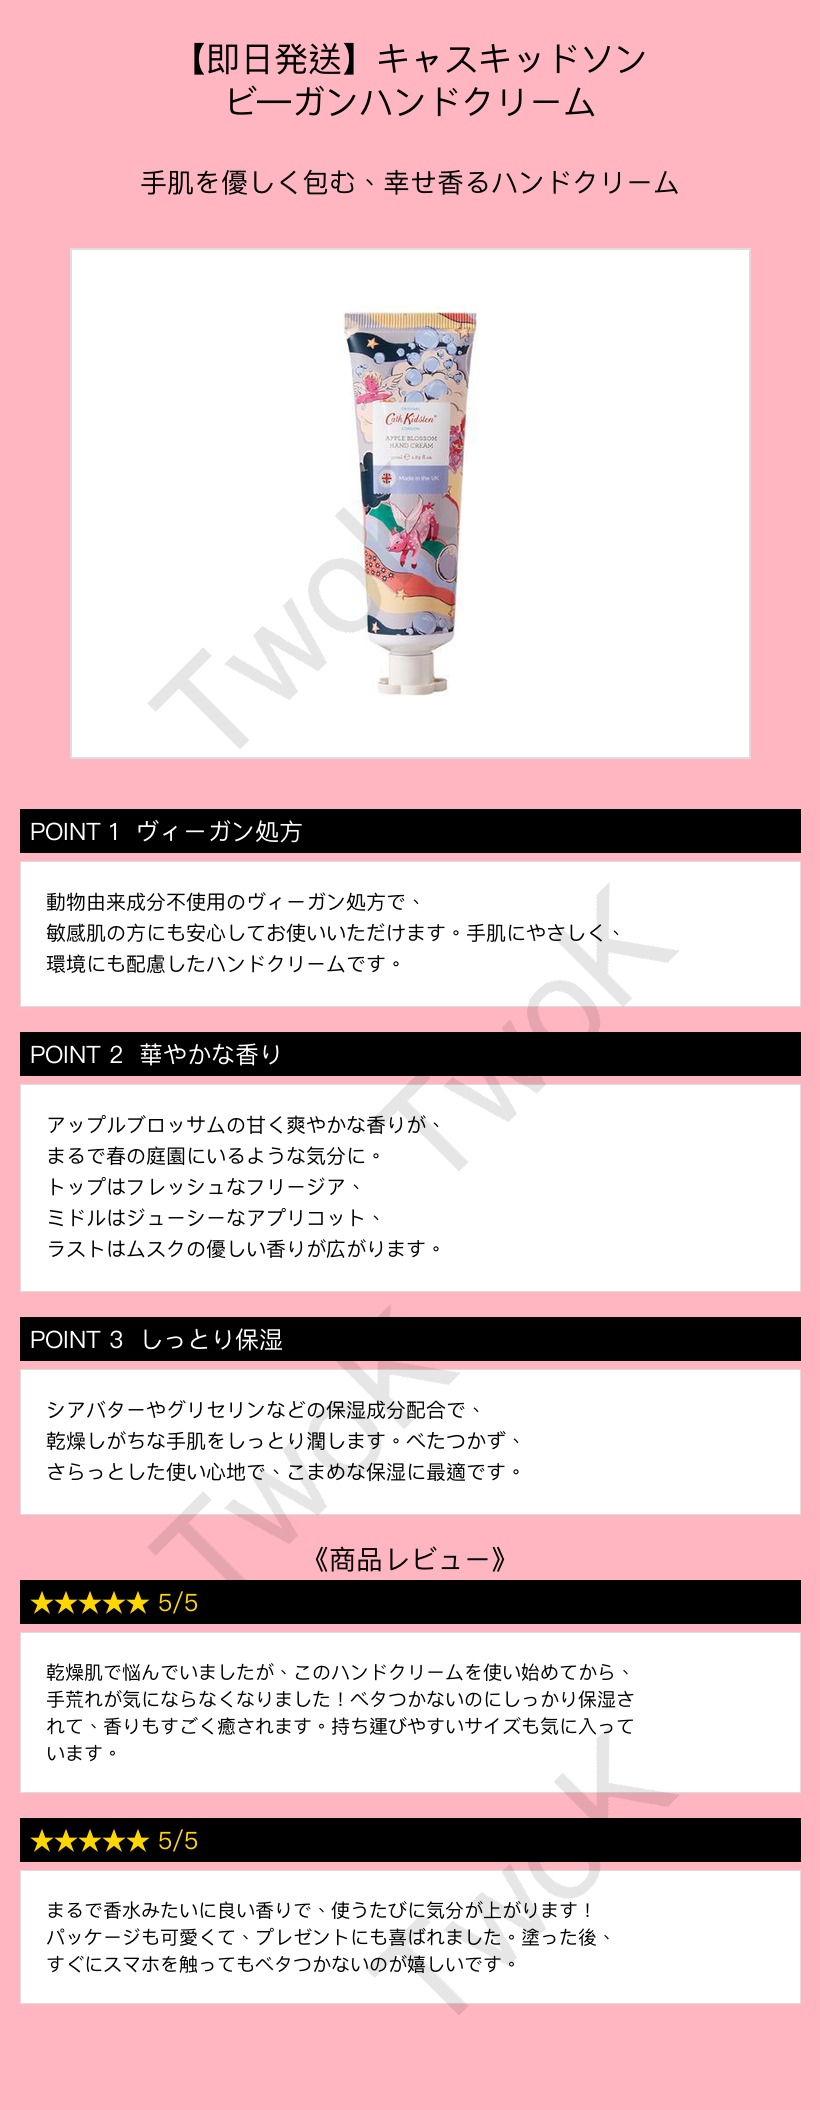 【即日発送】キャスキッドソン
ビーガンハンドクリーム
手肌を優しく包む、幸せ香るハンドクリーム
ORIGINAL
Cath Kidston®
LONDON
APPLE BLOSSOM
HAND CREAM
50ml ℮ 1.69 fl.oz.
Made in the UK
TwoK
POINT 1 ヴィーガン処方
動物由来成分不使用のヴィーガン処方で、
敏感肌の方にも安心してお使いいただけます。手肌にやさしく、
環境にも配慮したハンドクリームです。
TwoK
POINT 2 華やかな香り
アップルブロッサムの甘く爽やかな香りが、
まるで春の庭園にいるような気分に。
トップはフレッシュなフリージア、
ミドルはジューシーなアプリコット、
ラストはムスクの優しい香りが広がります。
POINT 3 しっとり保湿
シアバターやグリセリンなどの保湿成分配合で、
乾燥しがちな手肌をしっとり潤します。べたつかず、
さらっとした使い心地で、こまめな保湿に最適です。
TwoK
《商品レビュー》
★★★★★ 5/5
乾燥肌で悩んでいましたが、このハンドクリームを使い始めてから、
手荒れが気にならなくなりました！ベタつかないのにしっかり保湿さ
れて、香りもすごく癒されます。持ち運びやすいサイズも気に入って
います。
★★★★★ 5/5
まるで香水みたいに良い香りで、使うたびに気分が上がります！
パッケージも可愛くて、プレゼントにも喜ばれました。塗った後、
すぐにスマホを触ってもベタつかないのが嬉しいです。
TwoK